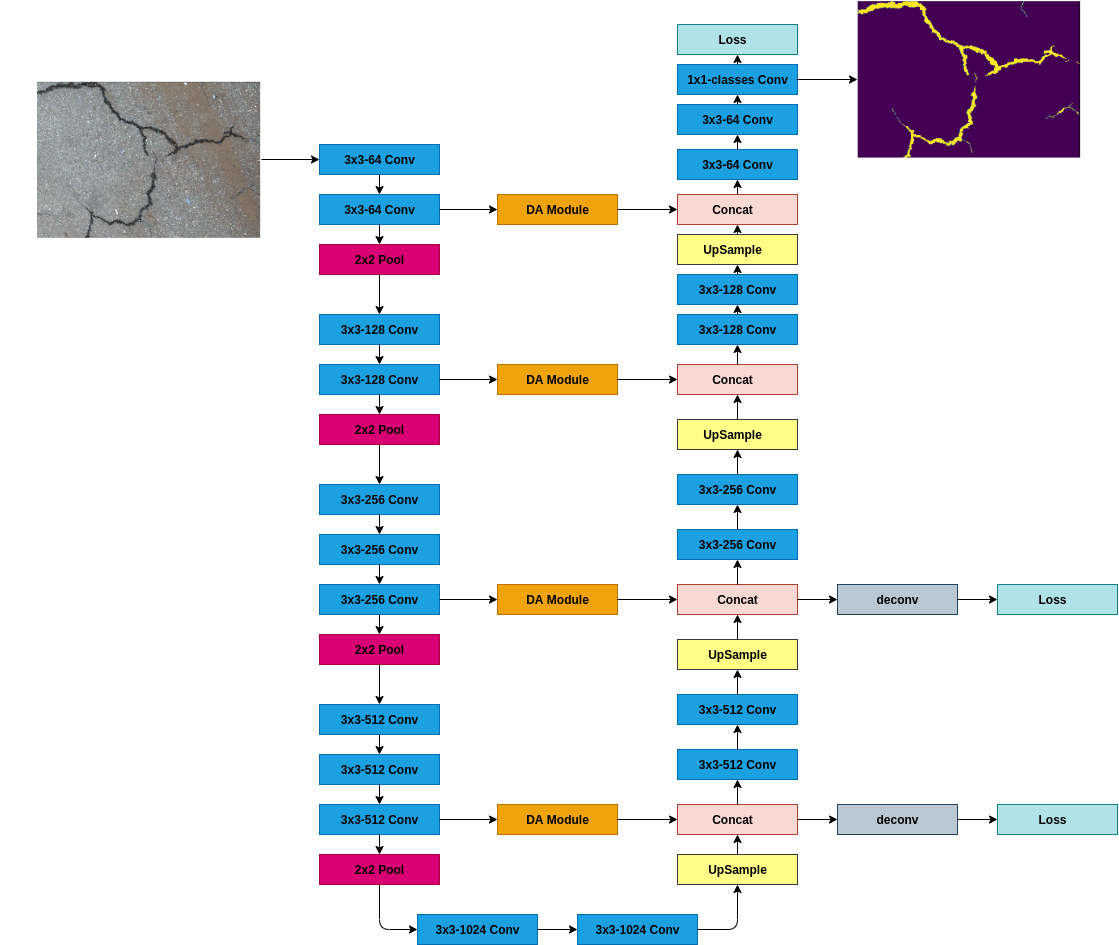 Loss
1x1-classes Conv
3x3-64 Conv
3x3-64 Conv
3x3-64 Conv
3x3-64 Conv
DA Module
Concat
2x2 Pool
UpSample
3x3-128 Conv
3x3-128 Conv
3x3-128 Conv
3x3-128 Conv
DA Module
Concat
2x2 Pool
UpSample
3x3-256 Conv
3x3-256 Conv
3x3-256 Conv
3x3-256 Conv
3x3-256 Conv
DA Module
Concat
deconv
Loss
2x2 Pool
UpSample
3x3-512 Conv
3x3-512 Conv
3x3-512 Conv
3x3-512 Conv
3x3-512 Conv
DA Module
Concat
deconv
Loss
2x2 Pool
UpSample
3x3-1024 Conv
3x3-1024 Conv